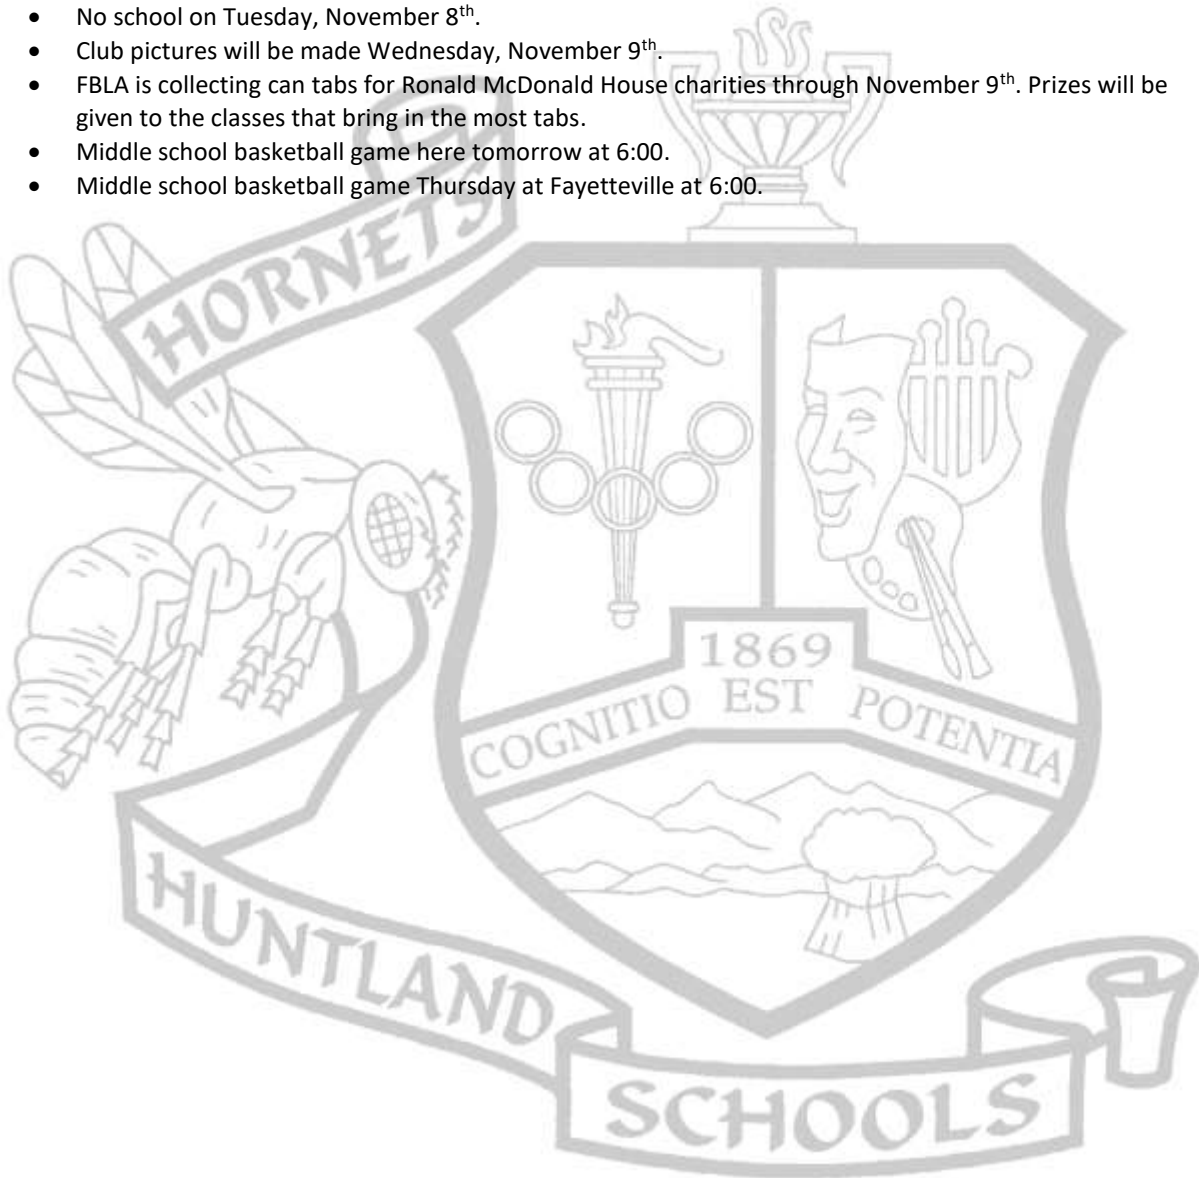 • No school on Tuesday, November 8th.
• Club pictures will be made Wednesday, November 9th.
• FBLA is collecting can tabs for Ronald McDonald House charities through November 9th. Prizes will be
given to the classes that bring in the most tabs.
• Middle school basketball game here tomorrow at 6:00.
• Middle school basketball game Thursday at Fayetteville at 6:00.
HORNETS
1869
COGNITIO EST POTENTIA
HUNTLAND
SCHOOLS